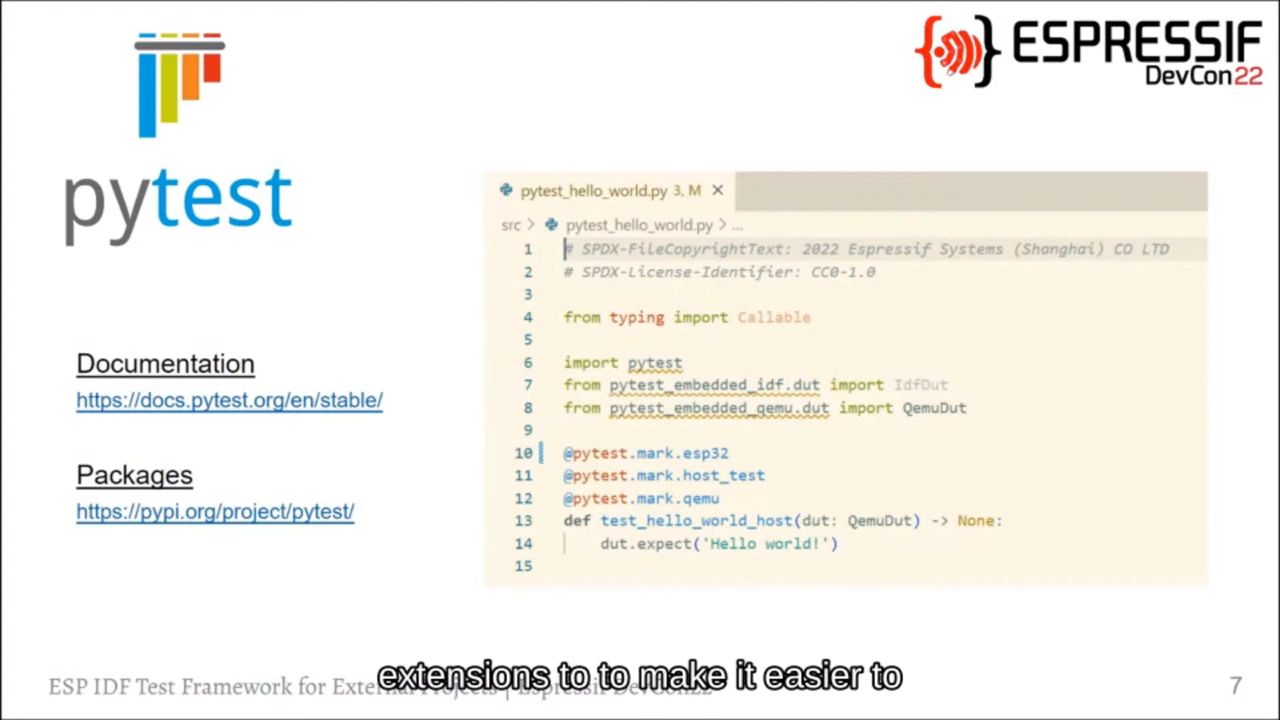 ESPRESSIF
DevCon22
pytest
Documentation
https://docs.pytest.org/en/stable/
Packages
https://pypi.org/project/pytest/
pytest_hello_world.py 3, M ×
src > pytest_hello_world.py > ...
1 # SPDX-FileCopyrightText: 2022 Espressif Systems (Shanghai) CO LTD
2 # SPDX-License-Identifier: CC0-1.0
3
4 from typing import Callable
5
6 import pytest
7 from pytest_embedded_idf.dut import IdfDut
8 from pytest_embedded_qemu.dut import QemuDut
9
10 @pytest.mark.esp32
11 @pytest.mark.host_test
12 @pytest.mark.qemu
13 def test_hello_world_host(dut: QemuDut) -> None:
14 dut.expect('Hello world!')
15
extensions to to make it easier to
ESP IDF Test Framework for External Projects | Espressif DevCon22
7